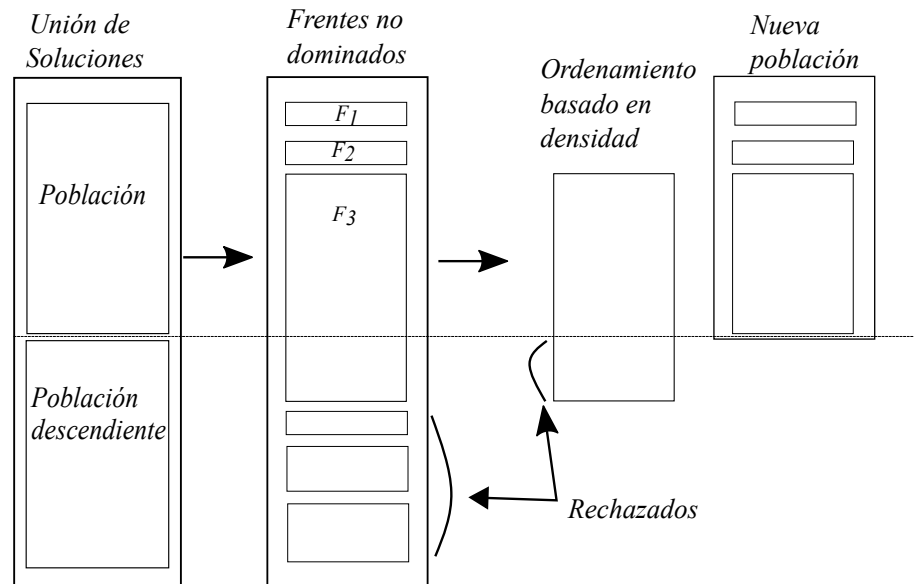 Unión de
Soluciones
Frentes no
dominados
Ordenamiento
basado en
densidad
Nueva
población
Población
Población
descendiente
F1
F2
F3
Rechazados